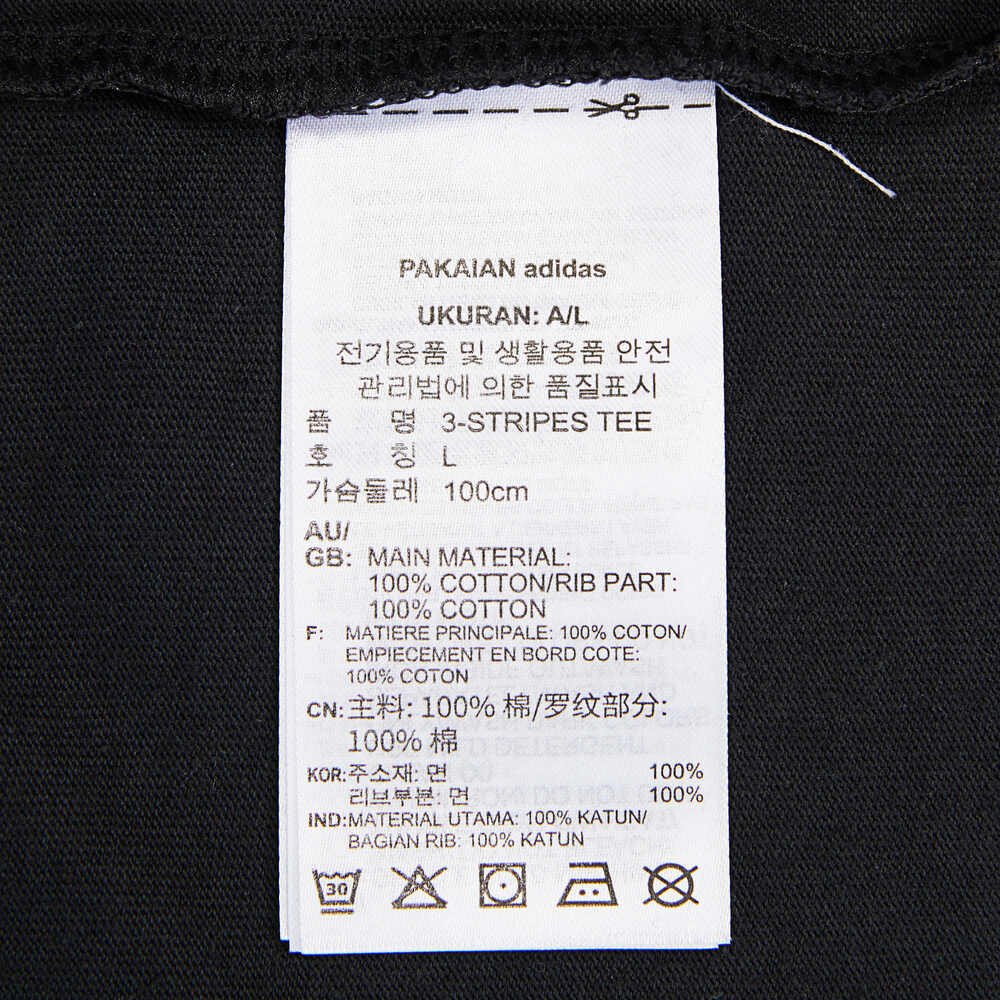 PAKAIAN adidas
UKURAN: A/L
전기용품 및 생활용품 안전
관리법에 의한 품질표시
품 명 3-STRIPES TEE
호 칭 L
가슴둘레 100cm
AU/
GB: MAIN MATERIAL:
100% COTTON/RIB PART:
100% COTTON
F: MATIERE PRINCIPALE: 100% COTON/
EMPIECEMENT EN BORD COTE:
100% COTON
CN: 主料: 100% 棉/罗纹部分:
100% 棉
KOR: 주소재: 면 100%
리브부분: 면 100%
IND: MATERIAL UTAMA: 100% KATUN/
BAGIAN RIB: 100% KATUN
30